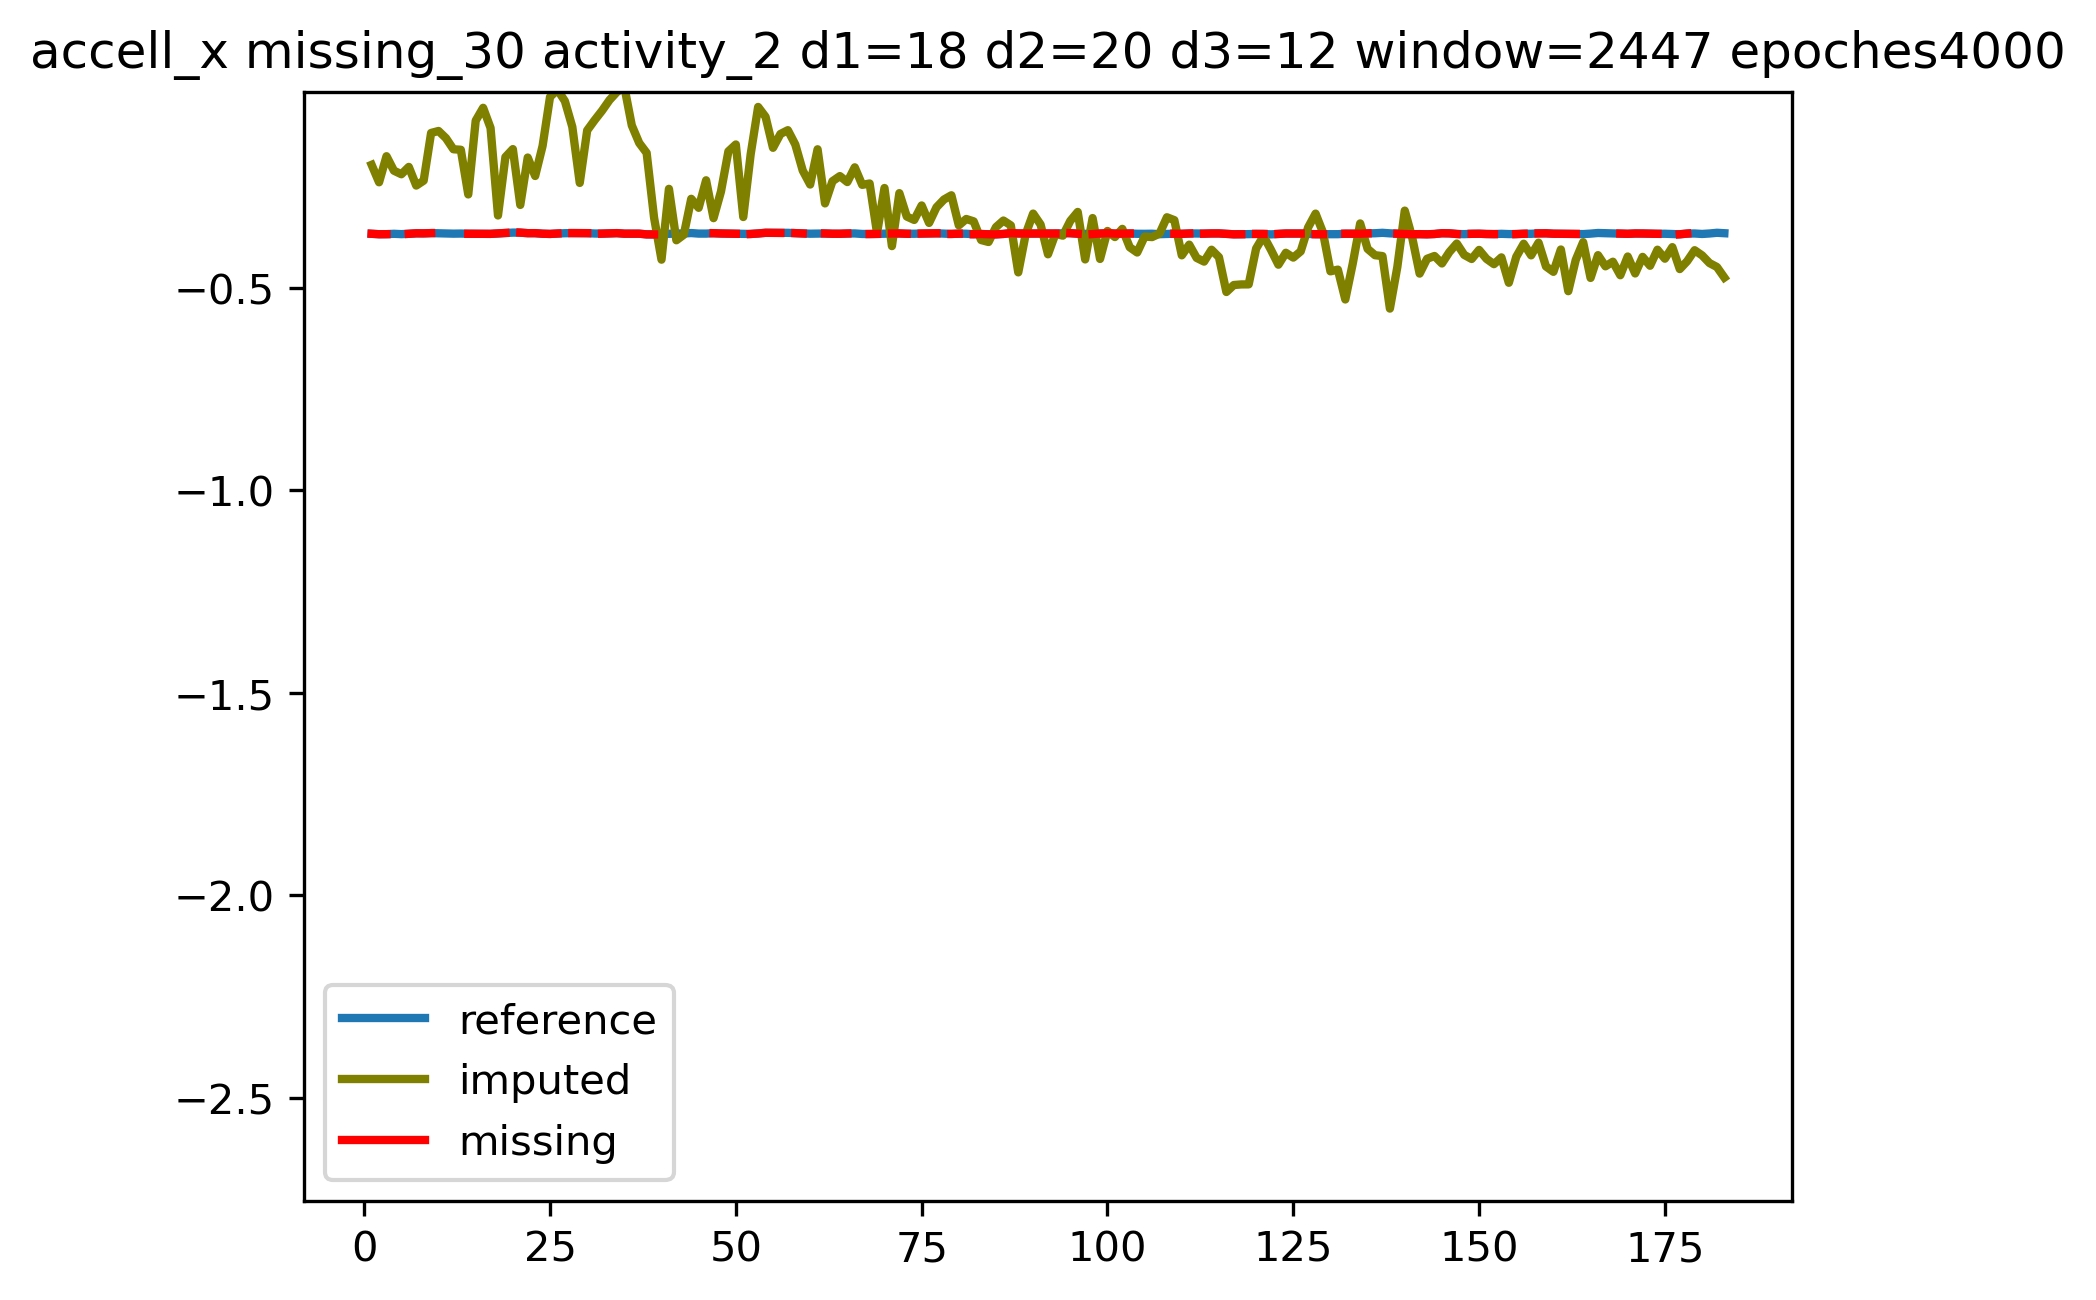 accell_x missing_30 activity_2 d1=18 d2=20 d3=12 window=2447 epoches4000
−0.5
−1.0
−1.5
−2.0
−2.5
reference
imputed
missing
0 25 50 75 100 125 150 175